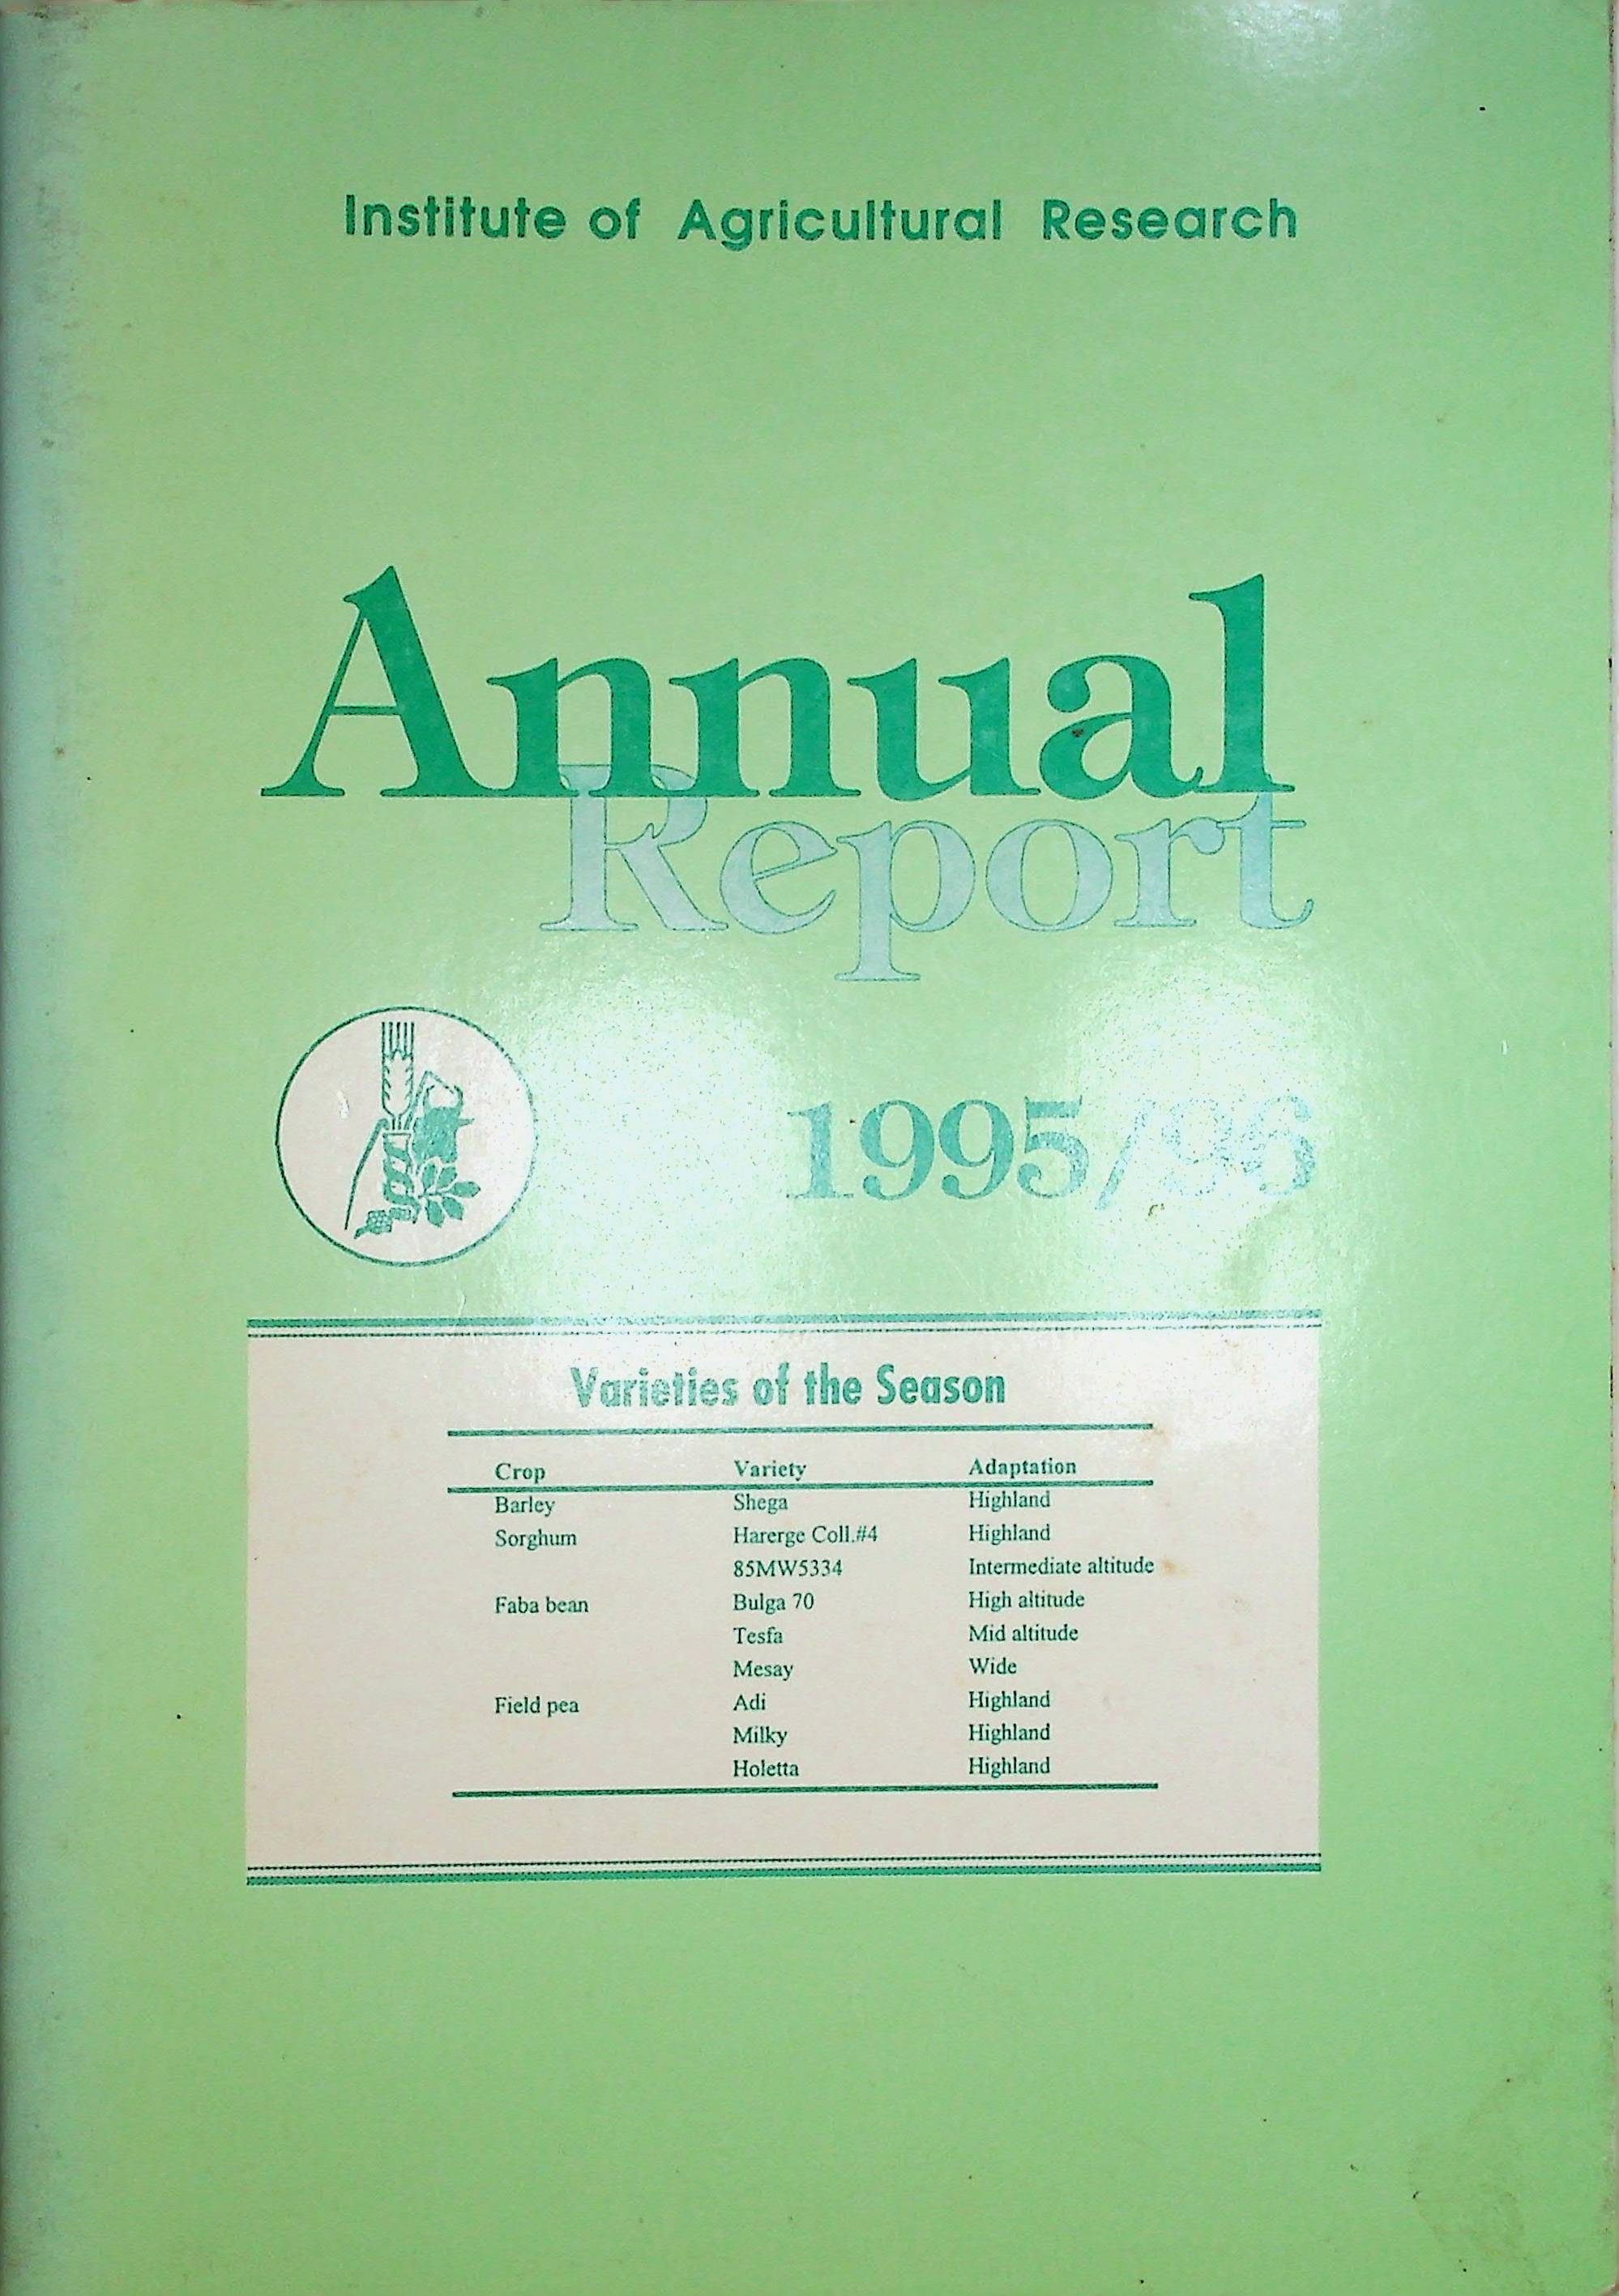 Institute of Agricultural Research
Annual
Report
1995/96
Varieties of the Season
Crop Variety Adaptation
Barley Shega Highland
Sorghum Harerge Coll.#4 Highland
85MW5334 Intermediate altitude
Faba bean Bulga 70 High altitude
Tesfa Mid altitude
Mesay Wide
Field pea Adi Highland
Milky Highland
Holetta Highland